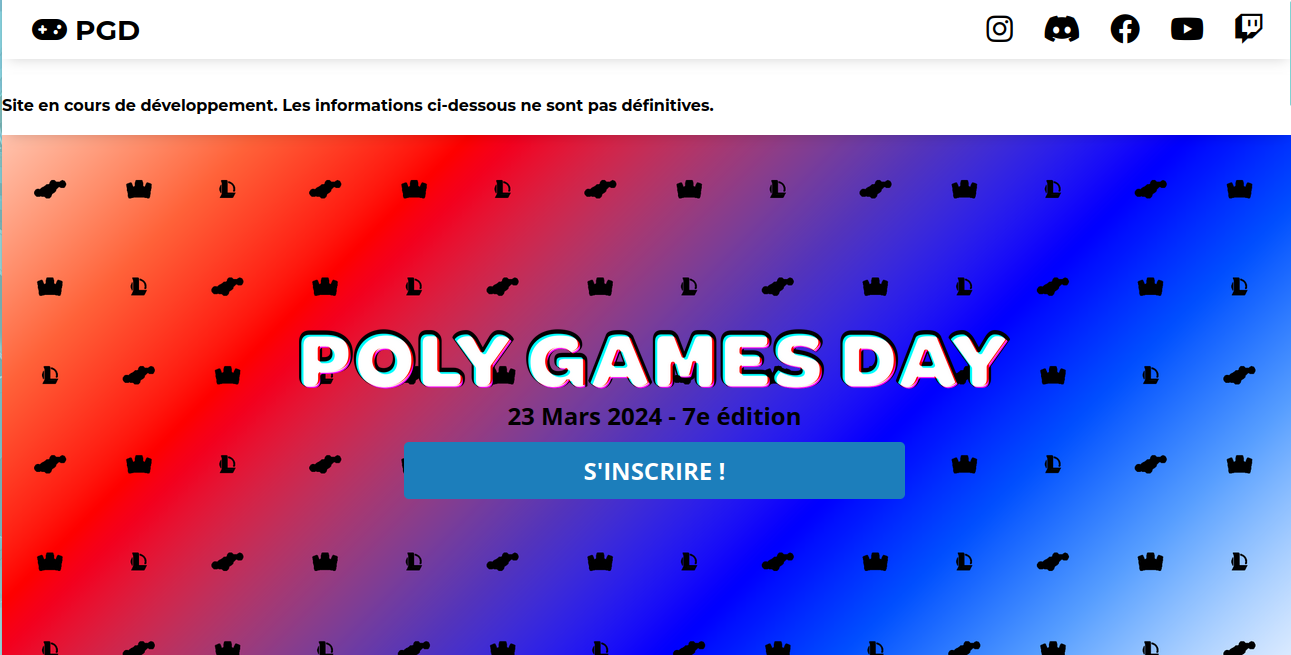 PGD
Site en cours de développement. Les informations ci-dessous ne sont pas définitives.
POLY GAMES DAY
23 Mars 2024 - 7e édition
S'INSCRIRE !